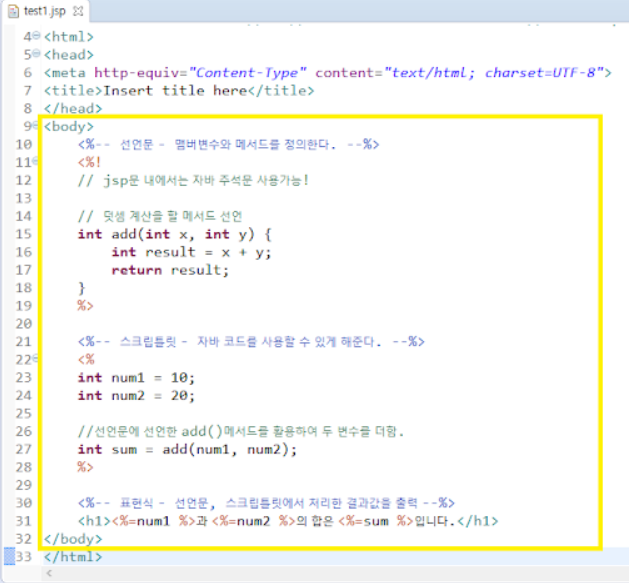 test1.jsp
4 <html>
5 <head>
6 <meta http-equiv="Content-Type" content="text/html; charset=UTF-8">
7 <title>Insert title here</title>
8 </head>
9 <body>
10 <%-- 선언문 - 맴버변수와 메서드를 정의한다. --%>
11 <%!
12 // jsp문 내에서는 자바 주석문 사용가능!
13
14 // 덧셈 계산을 할 메서드 선언
15 int add(int x, int y) {
16 int result = x + y;
17 return result;
18 }
19 %>
20
21 <%-- 스크립틀릿 - 자바 코드를 사용할 수 있게 해준다. --%>
22 <%
23 int num1 = 10;
24 int num2 = 20;
25
26 //선언문에 선언한 add()메서드를 활용하여 두 변수를 더함.
27 int sum = add(num1, num2);
28 %>
29
30 <%-- 표현식 - 선언문, 스크립틀릿에서 처리한 결과값을 출력 --%>
31 <h1><%=num1 %>과 <%=num2 %>의 합은 <%=sum %>입니다.</h1>
32 </body>
33 </html>